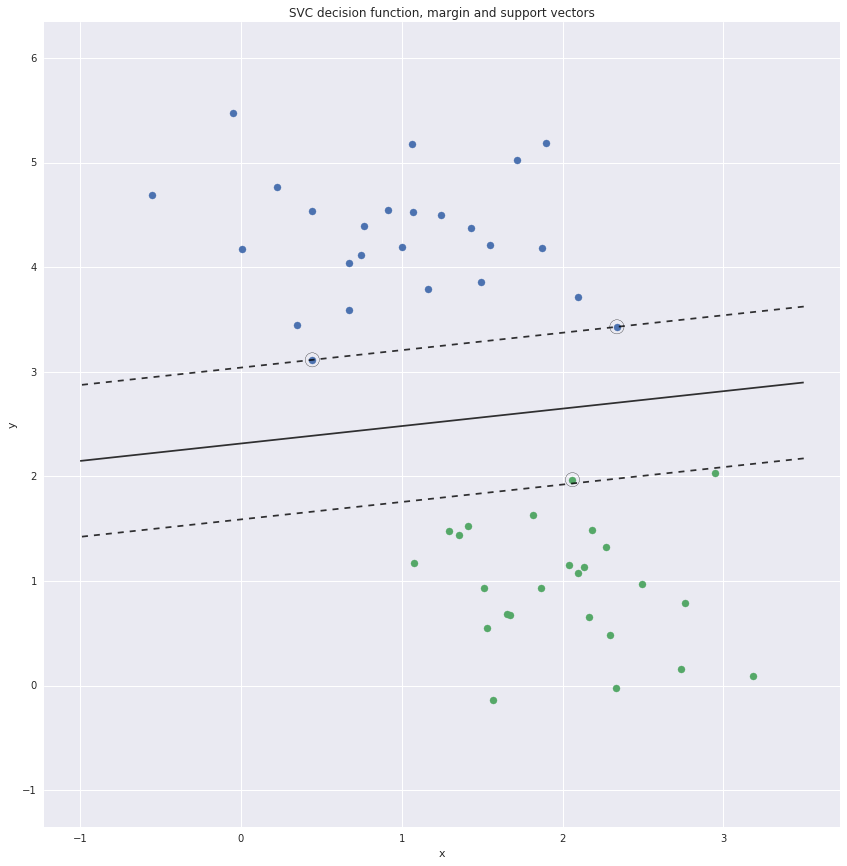 SVC decision function, margin and support vectors
6
5
4
3
2
1
0
−1
y
−1 0 1 2 3
x